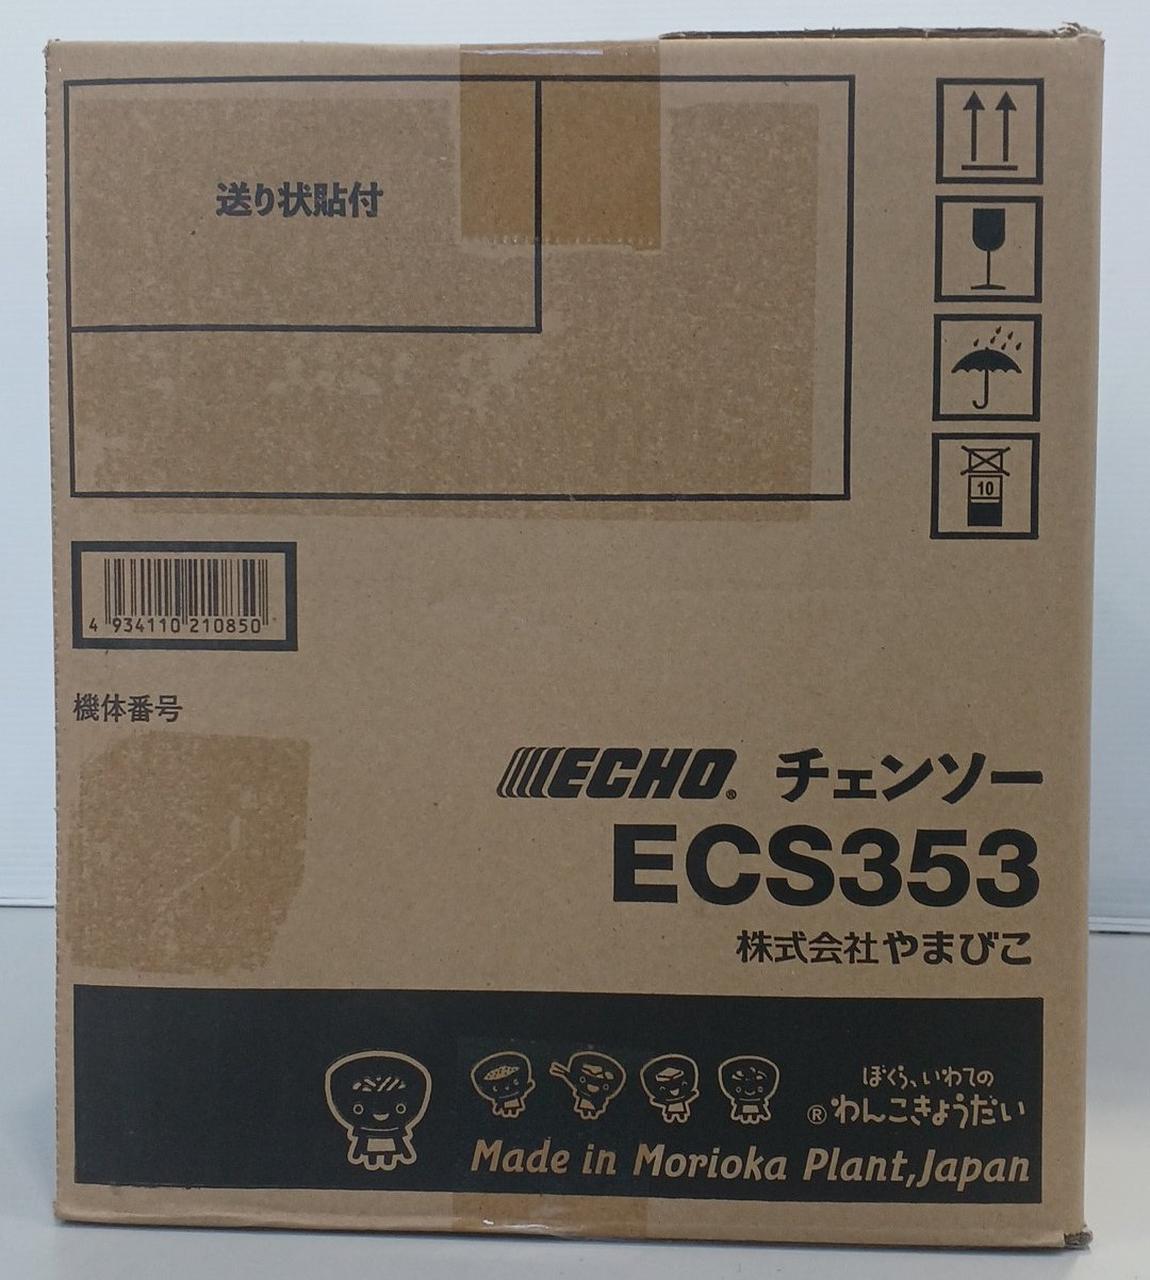 送り状貼付
10
4 934110 210850
機体番号
ECHO® チェンソー
ECS353
株式会社やまびこ
ぼくら、いわての
®わんこきょうだい
Made in Morioka Plant,Japan